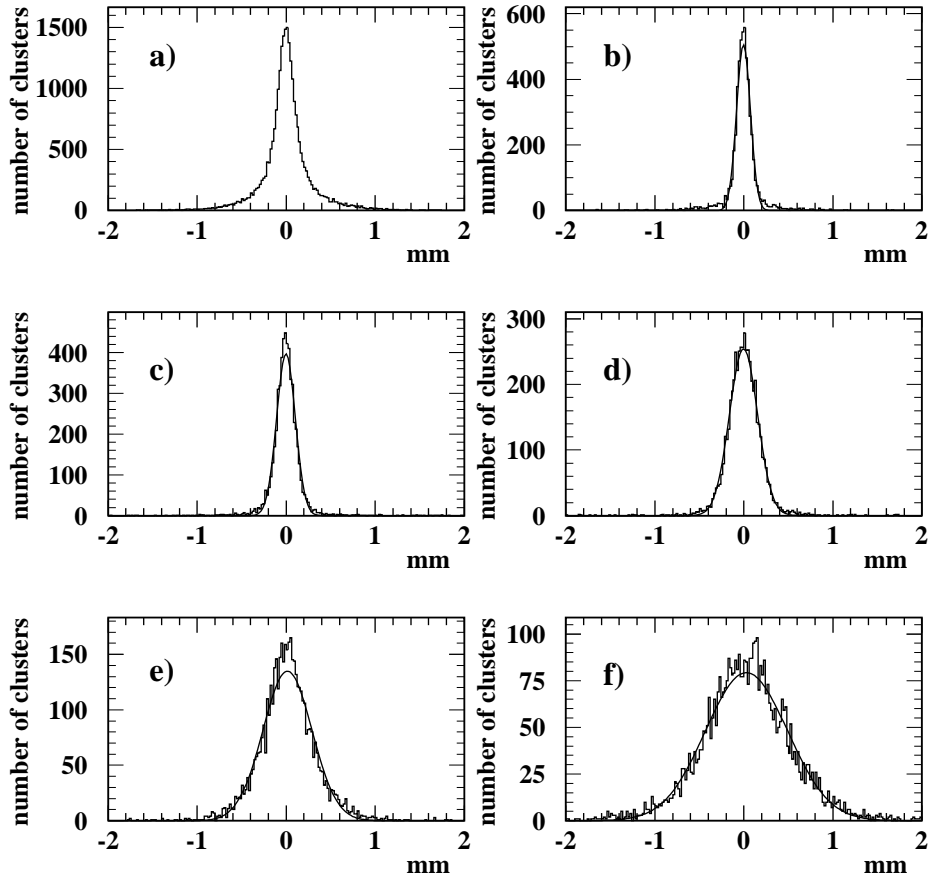 number of clusters
a)
1500
1000
500
0
-2 -1 0 1 2
mm
number of clusters
b)
600
400
200
0
-2 -1 0 1 2
mm
number of clusters
c)
400
300
200
100
0
-2 -1 0 1 2
mm
number of clusters
d)
300
200
100
0
-2 -1 0 1 2
mm
number of clusters
e)
150
100
50
0
-2 -1 0 1 2
mm
number of clusters
f)
100
75
50
25
0
-2 -1 0 1 2
mm